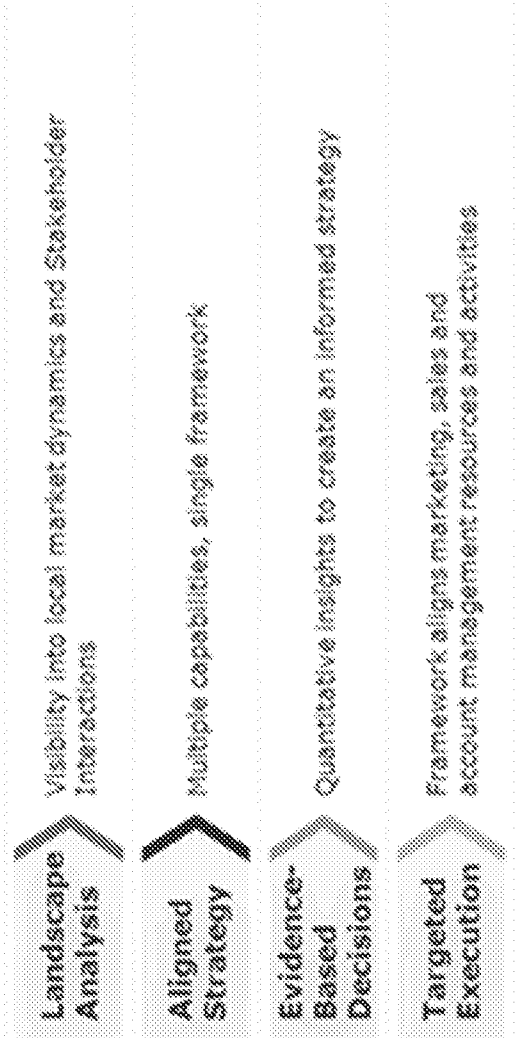 Landscape
Analysis
Visibility into local market dynamics and Stakeholder
Interactions
Aligned
Strategy
Multiple capabilities, single framework
Evidence-
Based
Decisions
Quantitative insights to create an informed strategy
Targeted
Execution
Framework aligns marketing, sales and
account management resources and activities